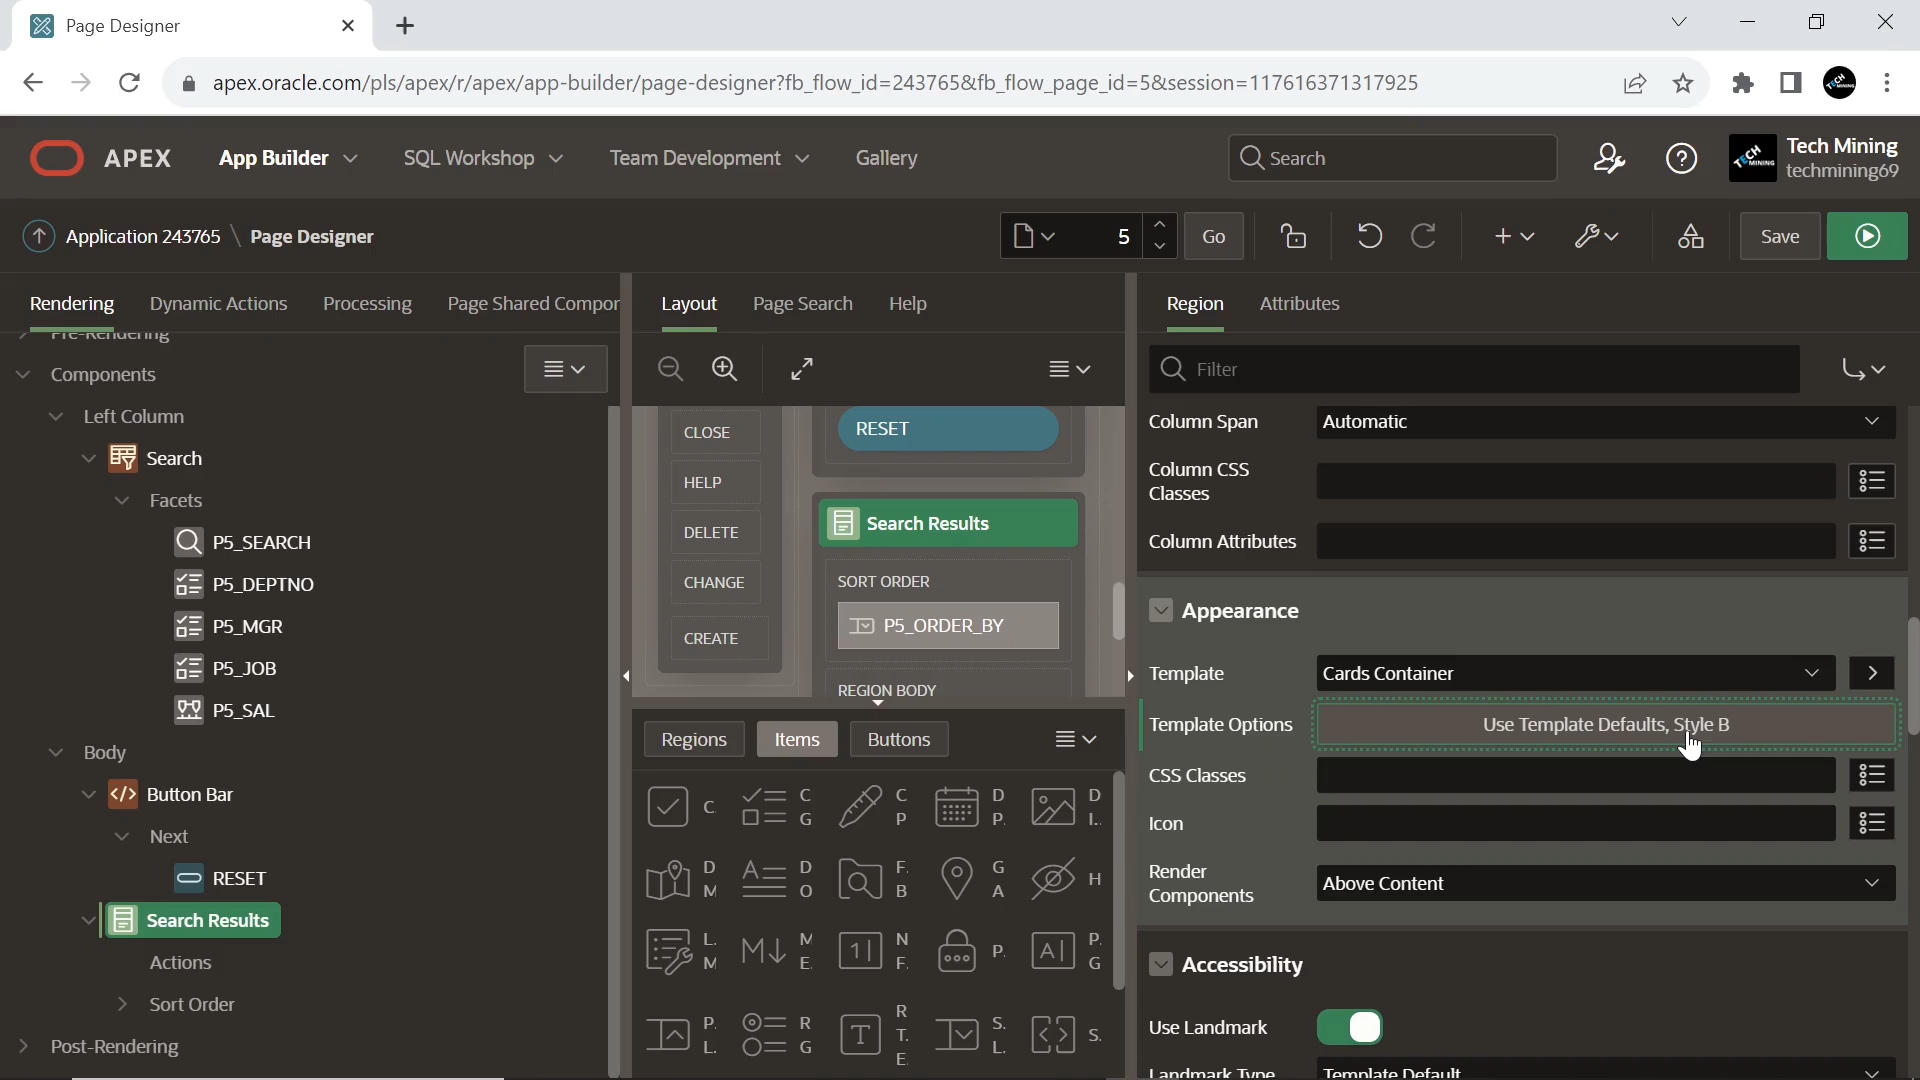 Page Designer
apex.oracle.com/pls/apex/r/apex/app-builder/page-designer?fb_flow_id=243765&fb_flow_page_id=5&session=117616371317925
APEX
App Builder
SQL Workshop
Team Development
Gallery
Search
Tech Mining
techmining69
Application 243765
\ Page Designer
5
Go
Save
Rendering
Dynamic Actions
Processing
Page Shared Compor
Pre-Rendering
Components
Left Column
Search
Facets
P5_SEARCH
P5_DEPTNO
P5_MGR
P5_JOB
P5_SAL
Body
Button Bar
Next
RESET
Search Results
Actions
Sort Order
Post-Rendering
Layout
Page Search
Help
CLOSE
HELP
DELETE
CHANGE
CREATE
RESET
Search Results
SORT ORDER
P5_ORDER_BY
REGION BODY
Regions
Items
Buttons
C.
C
G
C
P
D
P.
D
I..
D
M
D
O
F.
B
G
A
H
L.
M
M
E.
N
F.
P.
P.
G
P.
L.
R
G
R
T.
E.
S.
L.
S.
Region
Attributes
Filter
Column Span
Automatic
Column CSS
Classes
Column Attributes
Appearance
Template
Cards Container
Template Options
Use Template Defaults, Style B
CSS Classes
Icon
Render
Components
Above Content
Accessibility
Use Landmark
Landmark Type
Template Default